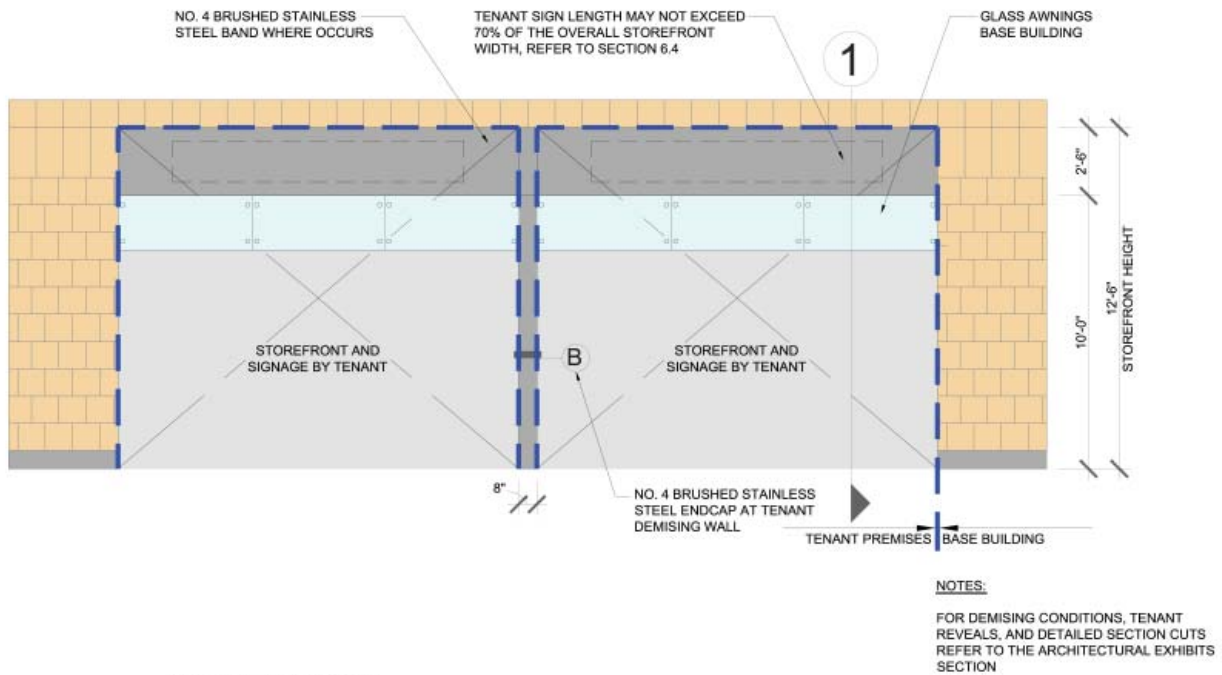 NO. 4 BRUSHED STAINLESS
STEEL BAND WHERE OCCURS
TENANT SIGN LENGTH MAY NOT EXCEED
70% OF THE OVERALL STOREFRONT
WIDTH, REFER TO SECTION 6.4
GLASS AWNINGS
BASE BUILDING
1
2'-6"
10'-0"
12'-6"
STOREFRONT HEIGHT
STOREFRONT AND
SIGNAGE BY TENANT
B
STOREFRONT AND
SIGNAGE BY TENANT
8"
NO. 4 BRUSHED STAINLESS
STEEL ENDCAP AT TENANT
DEMISING WALL
TENANT PREMISES
BASE BUILDING
NOTES:
FOR DEMISING CONDITIONS, TENANT
REVEALS, AND DETAILED SECTION CUTS
REFER TO THE ARCHITECTURAL EXHIBITS
SECTION